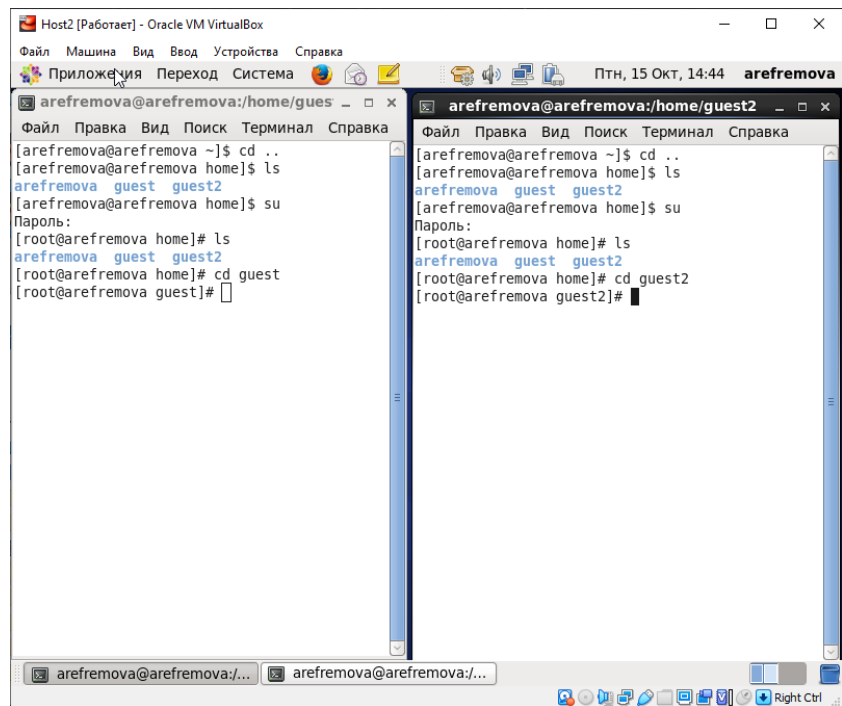 Host2 [Работает] - Oracle VM VirtualBox
Файл Машина Вид Ввод Устройства Справка
Приложения Переход Система Птн, 15 Окт, 14:44 arefremova
arefremova@arefremova:/home/gues
Файл Правка Вид Поиск Терминал Справка
[arefremova@arefremova ~]$ cd ..
[arefremova@arefremova home]$ ls
arefremova guest guest2
[arefremova@arefremova home]$ su
Пароль:
[root@arefremova home]# ls
arefremova guest guest2
[root@arefremova home]# cd guest
[root@arefremova guest]#
arefremova@arefremova:/home/guest2
Файл Правка Вид Поиск Терминал Справка
[arefremova@arefremova ~]$ cd ..
[arefremova@arefremova home]$ ls
arefremova guest guest2
[arefremova@arefremova home]$ su
Пароль:
[root@arefremova home]# ls
arefremova guest guest2
[root@arefremova home]# cd guest2
[root@arefremova guest2]#
arefremova@arefremova:/... arefremova@arefremova:/...
Right Ctrl